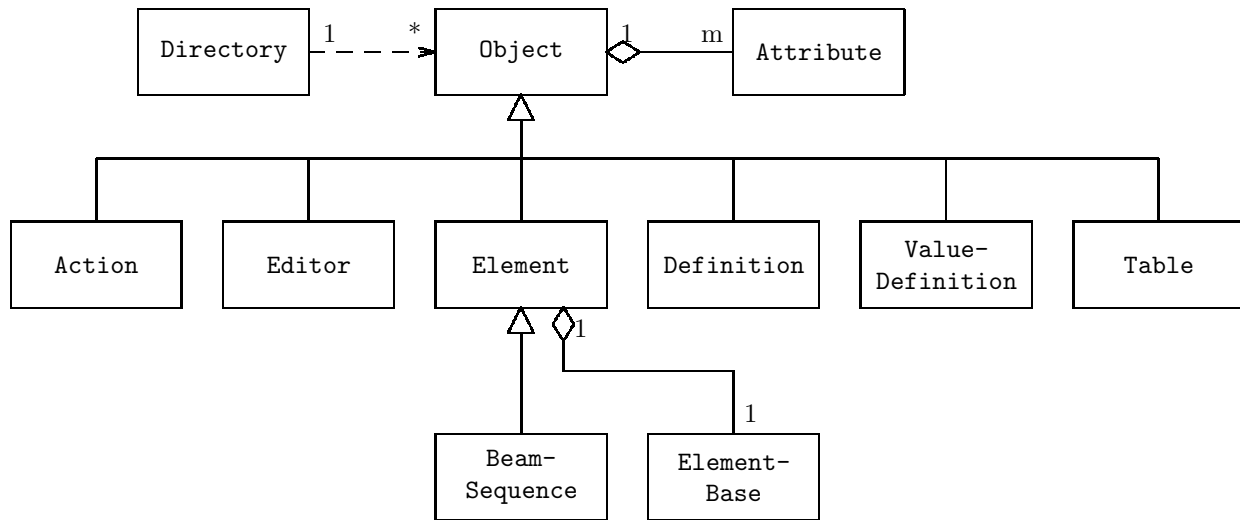 Directory
1
*
Object
1
m
Attribute
Action
Editor
Element
Definition
Value-
Definition
Table
1
1
Beam-
Sequence
Element-
Base